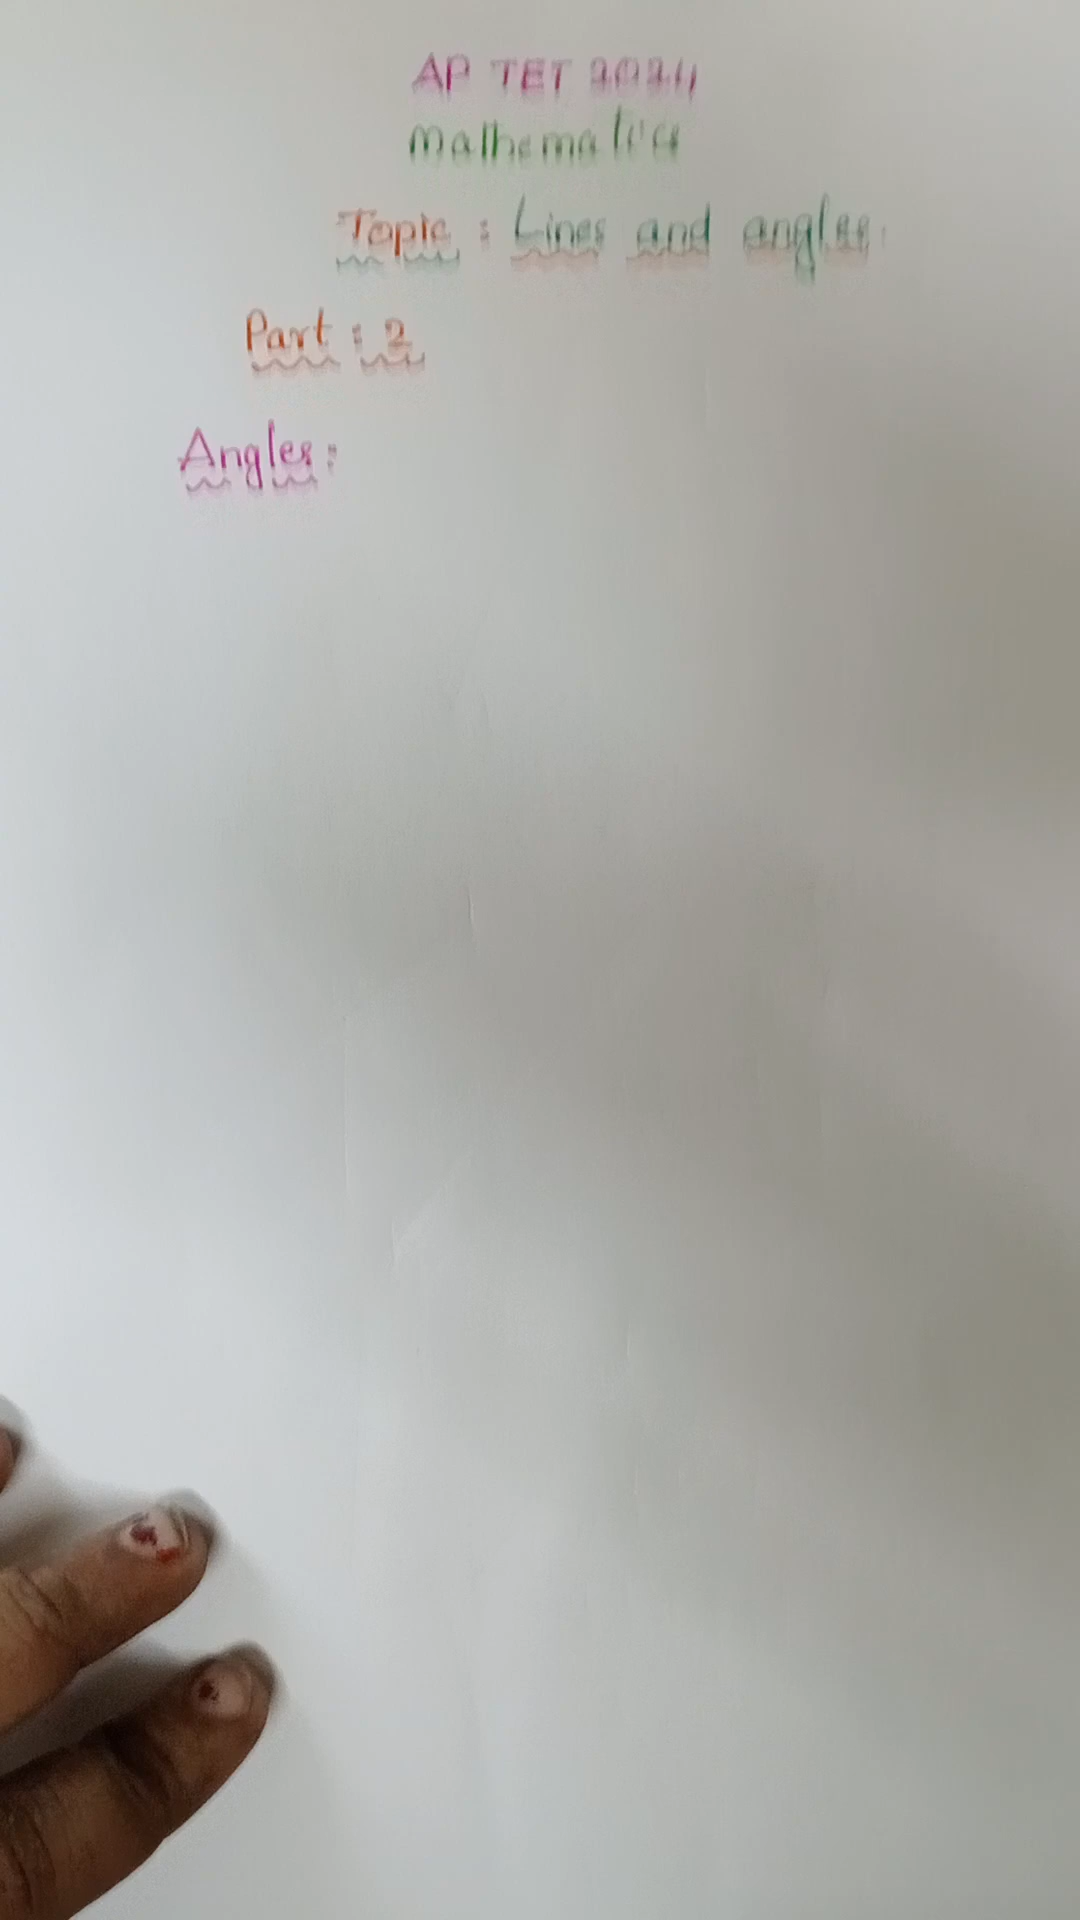 AP TET 2024
Mathematics
Topic : Lines and angles:
Part : 2
Angles: